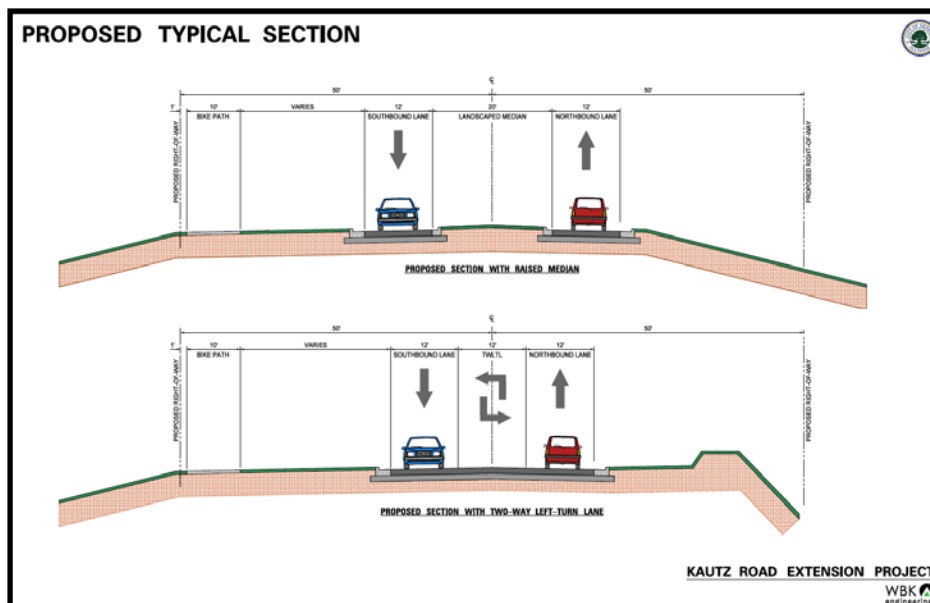 PROPOSED TYPICAL SECTION
50' 50'
1' 10' VARIES 12' 20' 12'
BIKE PATH SOUTHBOUND LANE LANDSCAPED MEDIAN NORTHBOUND LANE
PROPOSED RIGHT-OF-WAY
PROPOSED RIGHT-OF-WAY
PROPOSED SECTION WITH RAISED MEDIAN
50' 50'
1' 10' VARIES 12' 12' 12'
BIKE PATH SOUTHBOUND LANE TWLTL NORTHBOUND LANE
PROPOSED RIGHT-OF-WAY
PROPOSED RIGHT-OF-WAY
PROPOSED SECTION WITH TWO-WAY LEFT-TURN LANE
KAUTZ ROAD EXTENSION PROJECT
WBK
engineering